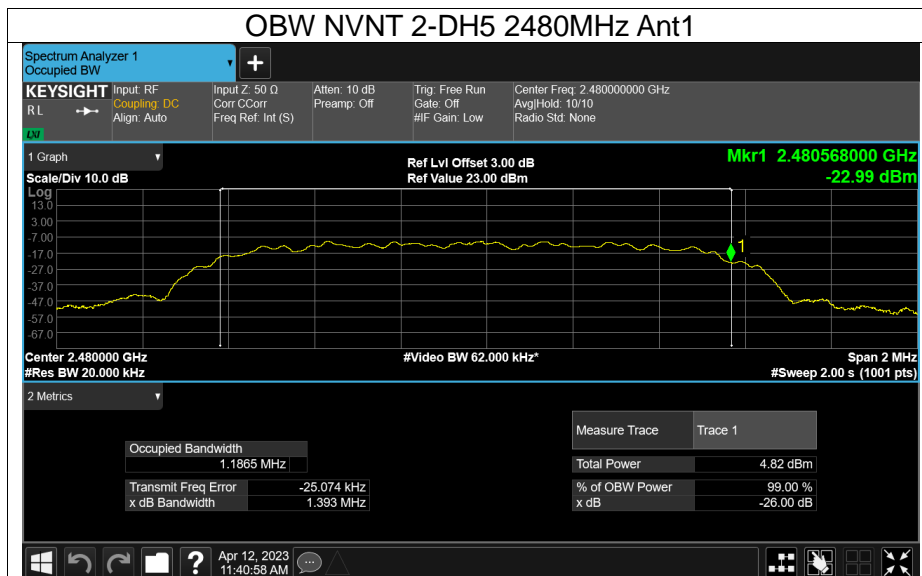 OBW NVNT 2-DH5 2480MHz Ant1
Spectrum Analyzer 1
Occupied BW
+
KEYSIGHT
R L
LXI
Input: RF
Coupling: DC
Align: Auto
Input Z: 50 Ω
Corr CCorr
Freq Ref: Int (S)
Atten: 10 dB
Preamp: Off
Trig: Free Run
Gate: Off
#IF Gain: Low
Center Freq: 2.480000000 GHz
Avg|Hold: 10/10
Radio Std: None
1 Graph
Scale/Div 10.0 dB
Ref Lvl Offset 3.00 dB
Ref Value 23.00 dBm
Mkr1 2.480568000 GHz
-22.99 dBm
Log
13.0
3.00
-7.00
-17.0
-27.0
-37.0
-47.0
-57.0
-67.0
1
Center 2.480000 GHz
#Res BW 20.000 kHz
#Video BW 62.000 kHz*
Span 2 MHz
#Sweep 2.00 s (1001 pts)
2 Metrics
Measure Trace Trace 1
Occupied Bandwidth
1.1865 MHz
Total Power 4.82 dBm
Transmit Freq Error -25.074 kHz
% of OBW Power 99.00 %
x dB Bandwidth 1.393 MHz
x dB -26.00 dB
?
Apr 12, 2023
11:40:58 AM